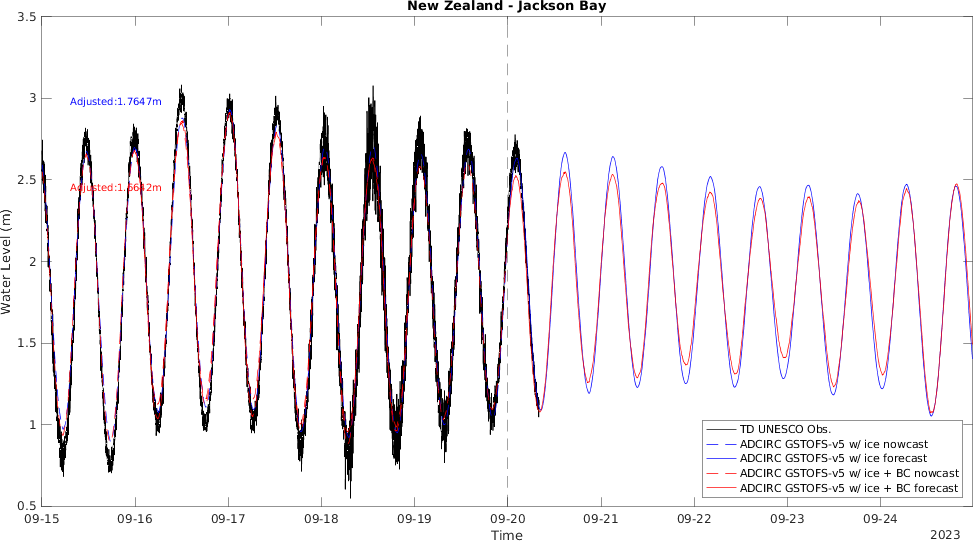 New Zealand - Jackson Bay
3.5
3
2.5
2
1.5
1
0.5
Water Level (m)
Adjusted:1.7647m
Adjusted:1.6642m
TD UNESCO Obs.
ADCIRC GSTOFS-v5 w/ ice nowcast
ADCIRC GSTOFS-v5 w/ ice forecast
ADCIRC GSTOFS-v5 w/ ice + BC nowcast
ADCIRC GSTOFS-v5 w/ ice + BC forecast
09-15 09-16 09-17 09-18 09-19 09-20 09-21 09-22 09-23 09-24
Time
2023